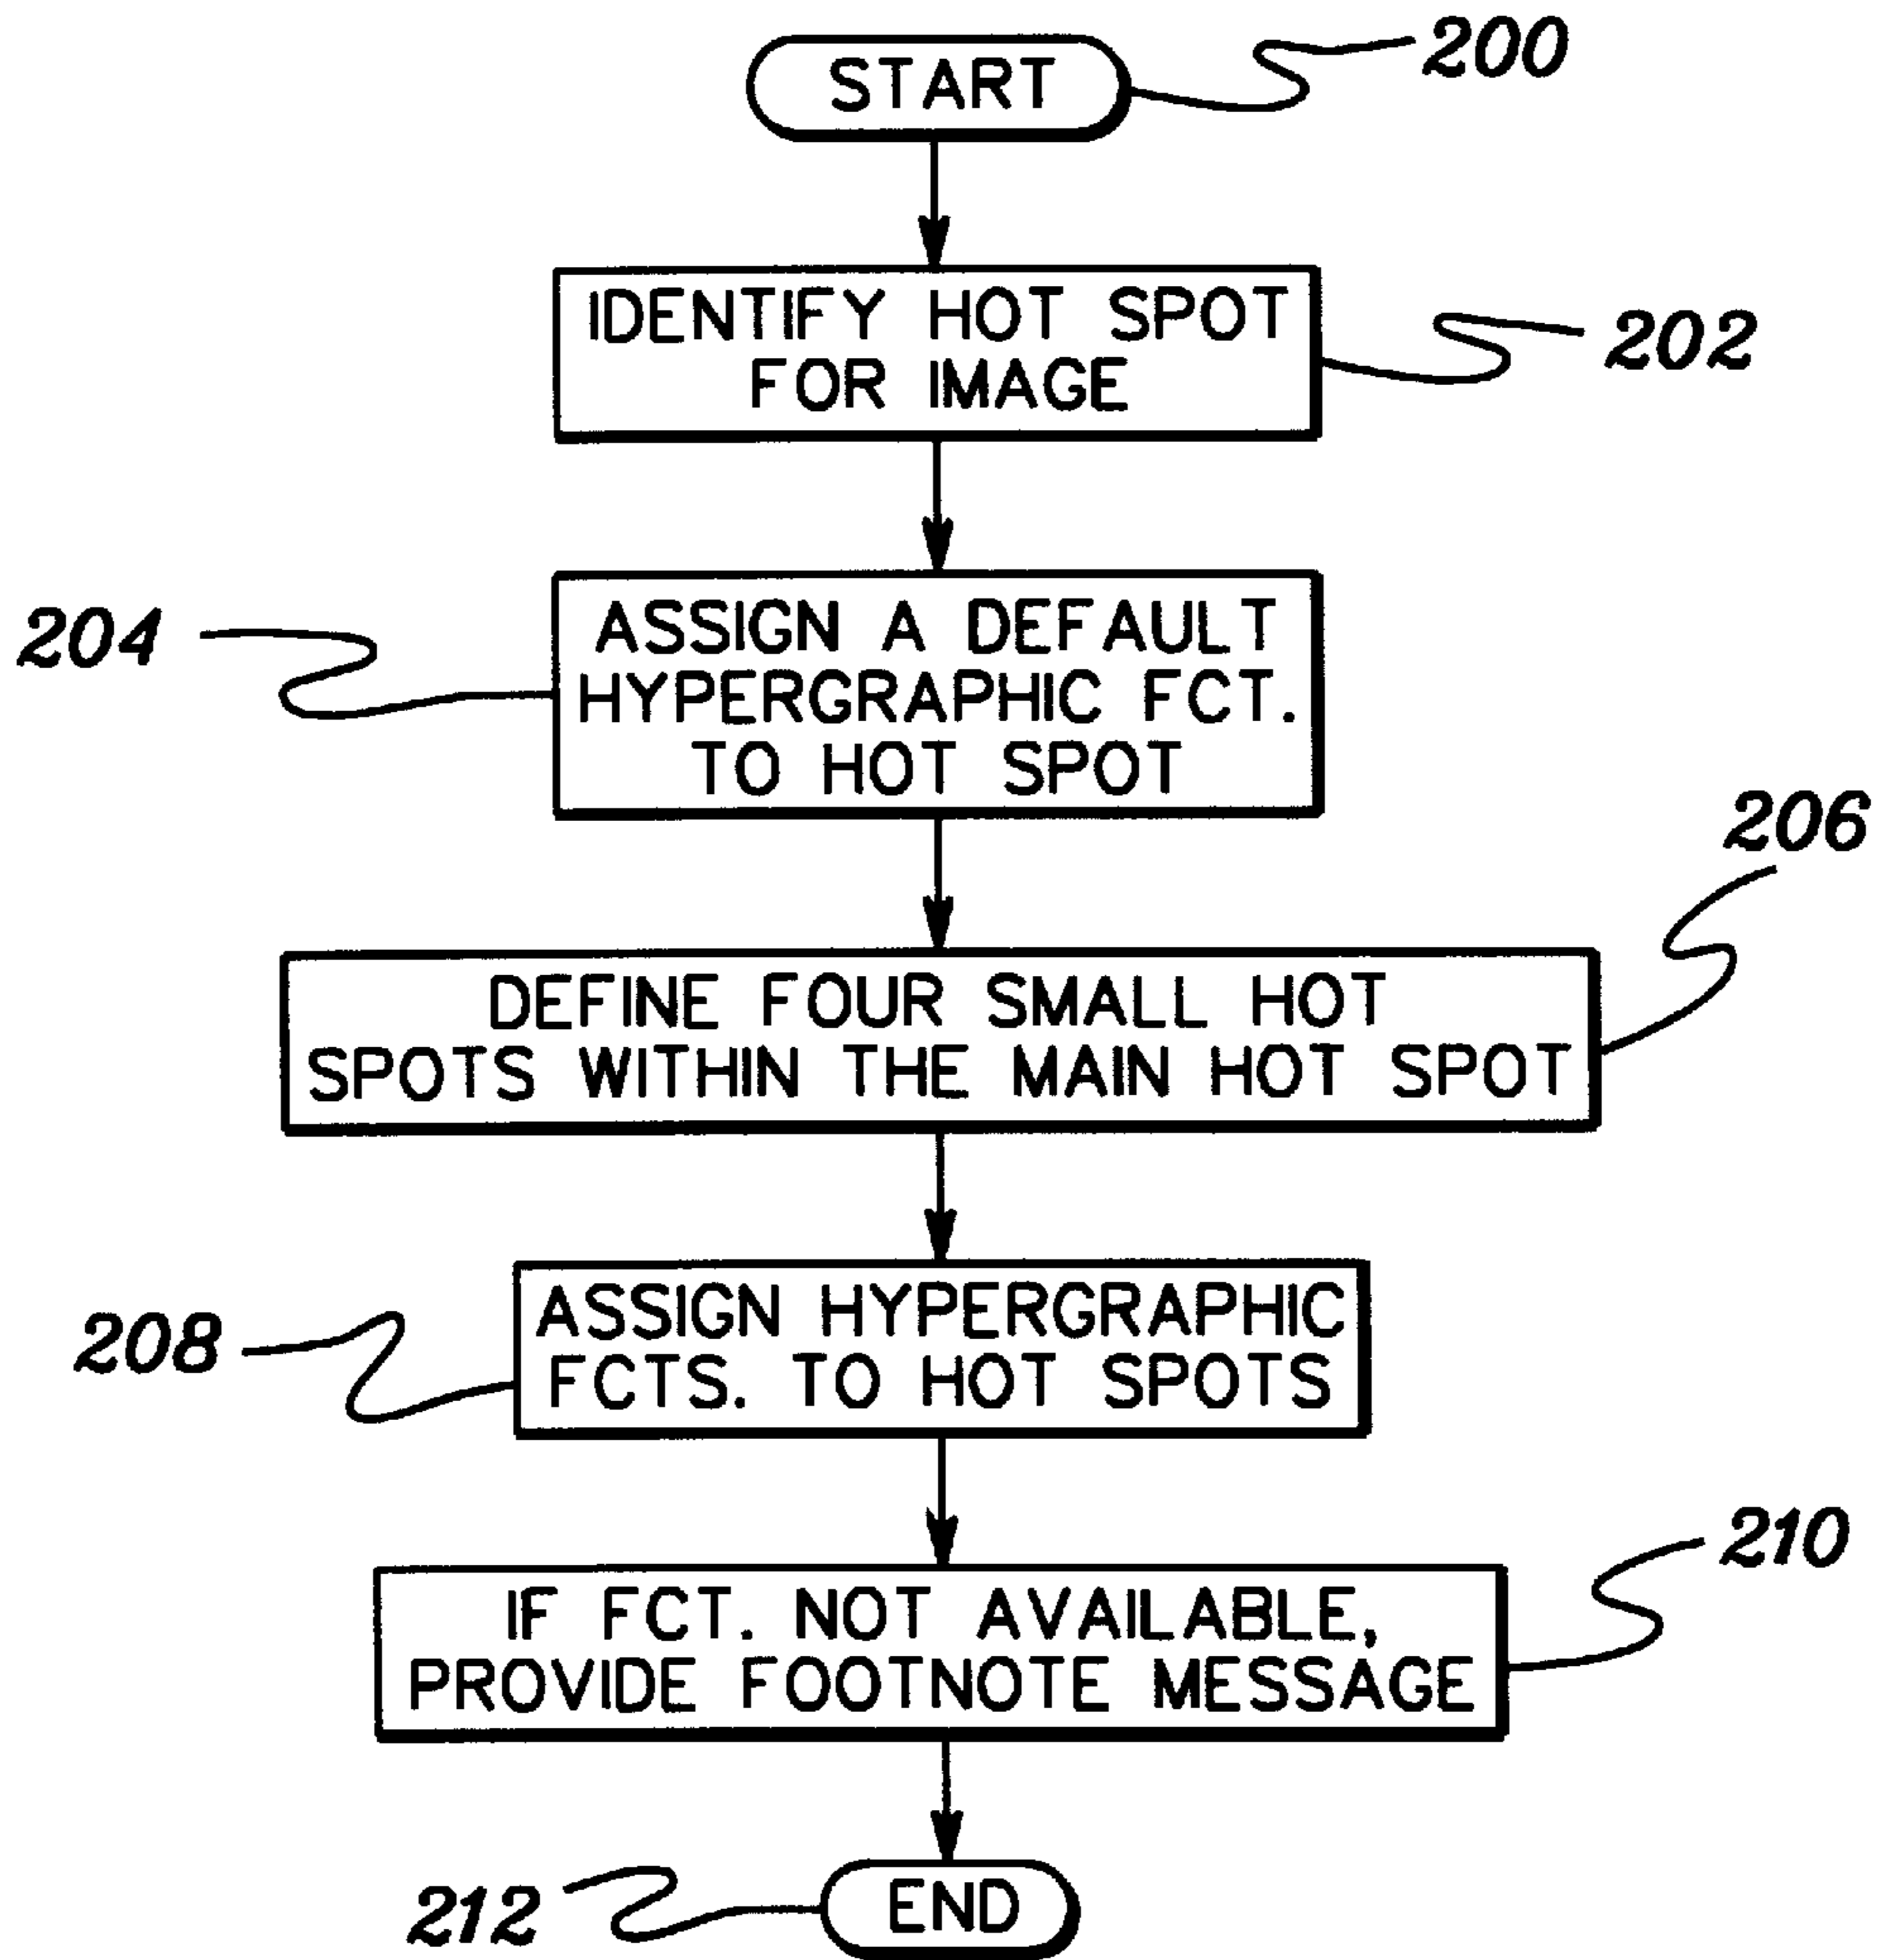 START
200
IDENTIFY HOT SPOT
FOR IMAGE
202
204
ASSIGN A DEFAULT
HYPERGRAPHIC FCT.
TO HOT SPOT
206
DEFINE FOUR SMALL HOT
SPOTS WITHIN THE MAIN HOT SPOT
208
ASSIGN HYPERGRAPHIC
FCTS. TO HOT SPOTS
210
IF FCT. NOT AVAILABLE,
PROVIDE FOOTNOTE MESSAGE
212
END